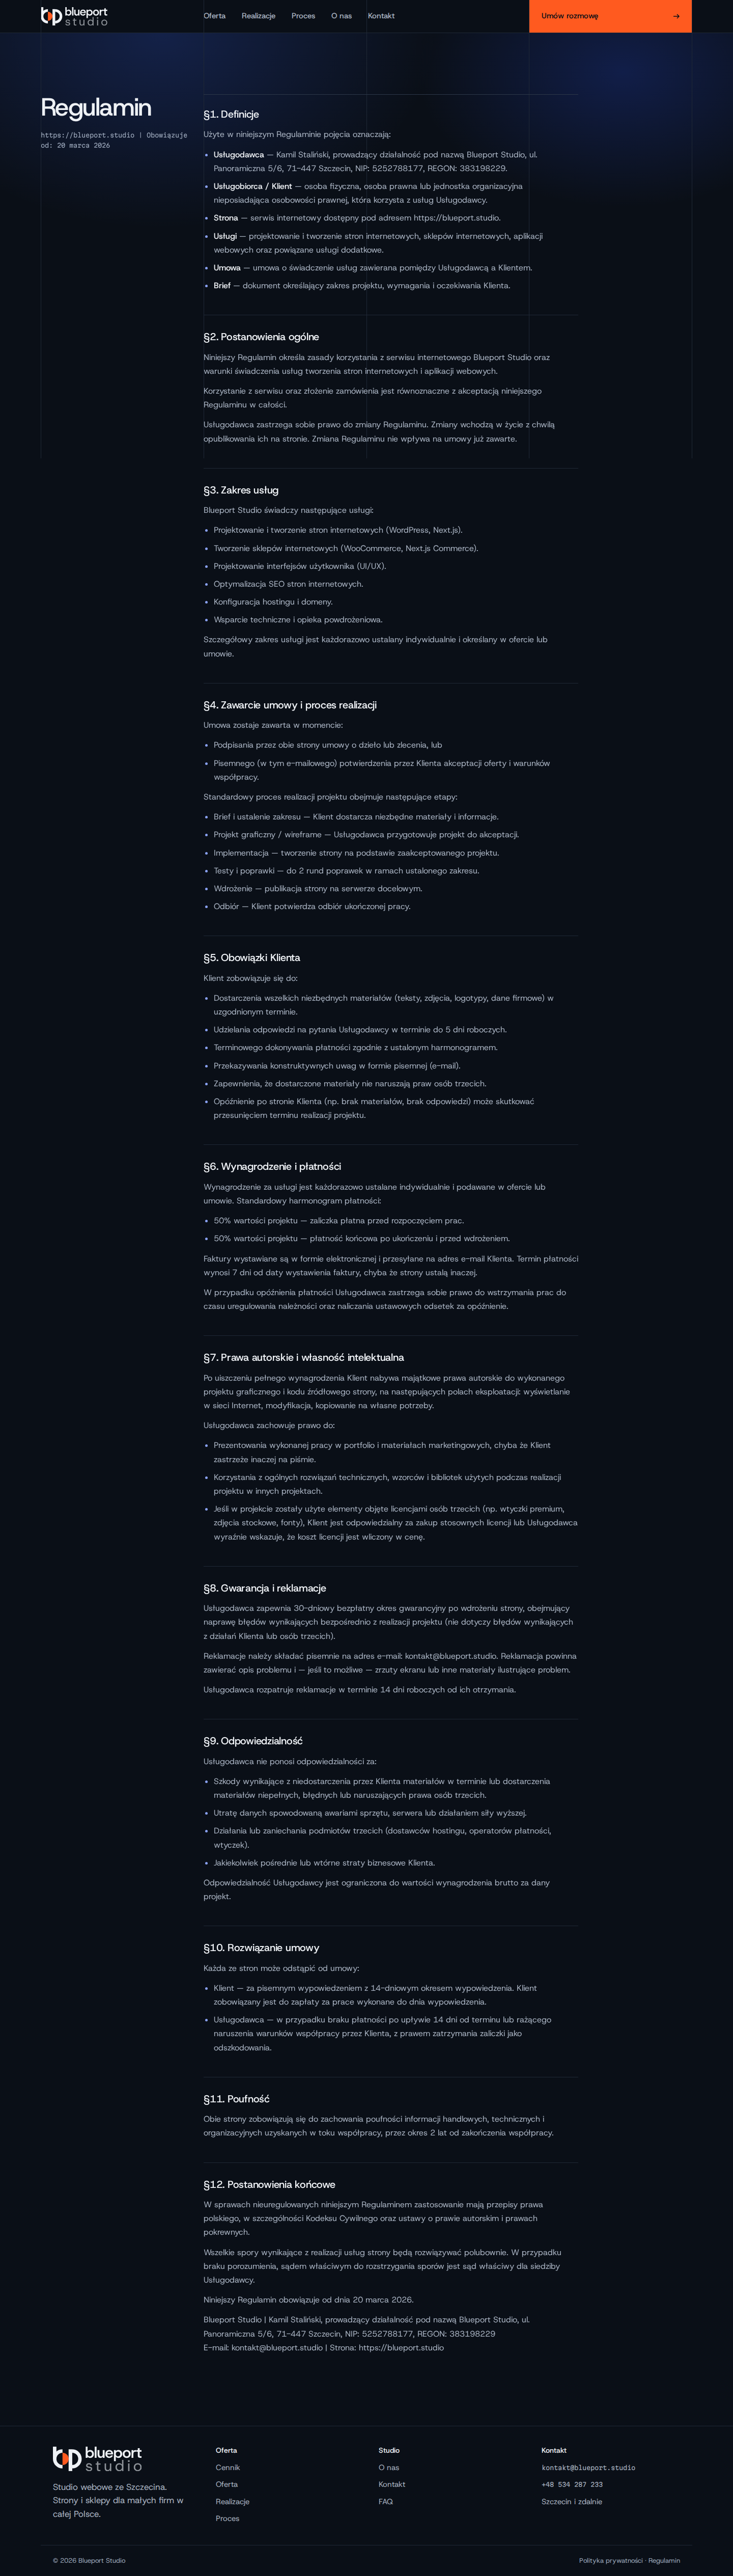 blueport studio
Oferta Realizacje Proces O nas Kontakt
Umów rozmowę →
Regulamin
https://blueport.studio | Obowiązuje
od: 20 marca 2026
§1. Definicje
Użyte w niniejszym Regulaminie pojęcia oznaczają:
• Usługodawca — Kamil Staliński, prowadzący działalność pod nazwą Blueport Studio, ul.
Panoramiczna 5/6, 71-447 Szczecin, NIP: 5252788177, REGON: 383198229.
• Usługobiorca / Klient — osoba fizyczna, osoba prawna lub jednostka organizacyjna
nieposiadająca osobowości prawnej, która korzysta z usług Usługodawcy.
• Strona — serwis internetowy dostępny pod adresem https://blueport.studio.
• Usługi — projektowanie i tworzenie stron internetowych, sklepów internetowych, aplikacji
webowych oraz powiązane usługi dodatkowe.
• Umowa — umowa o świadczenie usług zawierana pomiędzy Usługodawcą a Klientem.
• Brief — dokument określający zakres projektu, wymagania i oczekiwania Klienta.
§2. Postanowienia ogólne
Niniejszy Regulamin określa zasady korzystania z serwisu internetowego Blueport Studio oraz
warunki świadczenia usług tworzenia stron internetowych i aplikacji webowych.
Korzystanie z serwisu oraz złożenie zamówienia jest równoznaczne z akceptacją niniejszego
Regulaminu w całości.
Usługodawca zastrzega sobie prawo do zmiany Regulaminu. Zmiany wchodzą w życie z chwilą
opublikowania ich na stronie. Zmiana Regulaminu nie wpływa na umowy już zawarte.
§3. Zakres usług
Blueport Studio świadczy następujące usługi:
• Projektowanie i tworzenie stron internetowych (WordPress, Next.js).
• Tworzenie sklepów internetowych (WooCommerce, Next.js Commerce).
• Projektowanie interfejsów użytkownika (UI/UX).
• Optymalizacja SEO stron internetowych.
• Konfiguracja hostingu i domeny.
• Wsparcie techniczne i opieka powdrożeniowa.
Szczegółowy zakres usługi jest każdorazowo ustalany indywidualnie i określany w ofercie lub
umowie.
§4. Zawarcie umowy i proces realizacji
Umowa zostaje zawarta w momencie:
• Podpisania przez obie strony umowy o dzieło lub zlecenia, lub
• Pisemnego (w tym e-mailowego) potwierdzenia przez Klienta akceptacji oferty i warunków
współpracy.
Standardowy proces realizacji projektu obejmuje następujące etapy:
• Brief i ustalenie zakresu — Klient dostarcza niezbędne materiały i informacje.
• Projekt graficzny / wireframe — Usługodawca przygotowuje projekt do akceptacji.
• Implementacja — tworzenie strony na podstawie zaakceptowanego projektu.
• Testy i poprawki — do 2 rund poprawek w ramach ustalonego zakresu.
• Wdrożenie — publikacja strony na serwerze docelowym.
• Odbiór — Klient potwierdza odbiór ukończonej pracy.
§5. Obowiązki Klienta
Klient zobowiązuje się do:
• Dostarczenia wszelkich niezbędnych materiałów (teksty, zdjęcia, logotypy, dane firmowe) w
uzgodnionym terminie.
• Udzielania odpowiedzi na pytania Usługodawcy w terminie do 5 dni roboczych.
• Terminowego dokonywania płatności zgodnie z ustalonym harmonogramem.
• Przekazywania konstruktywnych uwag w formie pisemnej (e-mail).
• Zapewnienia, że dostarczone materiały nie naruszają praw osób trzecich.
• Opóźnienie po stronie Klienta (np. brak materiałów, brak odpowiedzi) może skutkować
przesunięciem terminu realizacji projektu.
§6. Wynagrodzenie i płatności
Wynagrodzenie za usługi jest każdorazowo ustalane indywidualnie i podawane w ofercie lub
umowie. Standardowy harmonogram płatności:
• 50% wartości projektu — zaliczka płatna przed rozpoczęciem prac.
• 50% wartości projektu — płatność końcowa po ukończeniu i przed wdrożeniem.
Faktury wystawiane są w formie elektronicznej i przesyłane na adres e-mail Klienta. Termin płatności
wynosi 7 dni od daty wystawienia faktury, chyba że strony ustalą inaczej.
W przypadku opóźnienia płatności Usługodawca zastrzega sobie prawo do wstrzymania prac do
czasu uregulowania należności oraz naliczania ustawowych odsetek za opóźnienie.
§7. Prawa autorskie i własność intelektualna
Po uiszczeniu pełnego wynagrodzenia Klient nabywa majątkowe prawa autorskie do wykonanego
projektu graficznego i kodu źródłowego strony, na następujących polach eksploatacji: wyświetlanie
w sieci Internet, modyfikacja, kopiowanie na własne potrzeby.
Usługodawca zachowuje prawo do:
• Prezentowania wykonanej pracy w portfolio i materiałach marketingowych, chyba że Klient
zastrzeże inaczej na piśmie.
• Korzystania z ogólnych rozwiązań technicznych, wzorców i bibliotek użytych podczas realizacji
projektu w innych projektach.
• Jeśli w projekcie zostały użyte elementy objęte licencjami osób trzecich (np. wtyczki premium,
zdjęcia stockowe, fonty), Klient jest odpowiedzialny za zakup stosownych licencji lub Usługodawca
wyraźnie wskazuje, że koszt licencji jest wliczony w cenę.
§8. Gwarancja i reklamacje
Usługodawca zapewnia 30-dniowy bezpłatny okres gwarancyjny po wdrożeniu strony, obejmujący
naprawę błędów wynikających bezpośrednio z realizacji projektu (nie dotyczy błędów wynikających
z działań Klienta lub osób trzecich).
Reklamacje należy składać pisemnie na adres e-mail: kontakt@blueport.studio. Reklamacja powinna
zawierać opis problemu i — jeśli to możliwe — zrzuty ekranu lub inne materiały ilustrujące problem.
Usługodawca rozpatruje reklamacje w terminie 14 dni roboczych od ich otrzymania.
§9. Odpowiedzialność
Usługodawca nie ponosi odpowiedzialności za:
• Szkody wynikające z niedostarczenia przez Klienta materiałów w terminie lub dostarczenia
materiałów niepełnych, błędnych lub naruszających prawa osób trzecich.
• Utratę danych spowodowaną awariami sprzętu, serwera lub działaniem siły wyższej.
• Działania lub zaniechania podmiotów trzecich (dostawców hostingu, operatorów płatności,
wtyczek).
• Jakiekolwiek pośrednie lub wtórne straty biznesowe Klienta.
Odpowiedzialność Usługodawcy jest ograniczona do wartości wynagrodzenia brutto za dany
projekt.
§10. Rozwiązanie umowy
Każda ze stron może odstąpić od umowy:
• Klient — za pisemnym wypowiedzeniem z 14-dniowym okresem wypowiedzenia. Klient
zobowiązany jest do zapłaty za prace wykonane do dnia wypowiedzenia.
• Usługodawca — w przypadku braku płatności po upływie 14 dni od terminu lub rażącego
naruszenia warunków współpracy przez Klienta, z prawem zatrzymania zaliczki jako
odszkodowania.
§11. Poufność
Obie strony zobowiązują się do zachowania poufności informacji handlowych, technicznych i
organizacyjnych uzyskanych w toku współpracy, przez okres 2 lat od zakończenia współpracy.
§12. Postanowienia końcowe
W sprawach nieuregulowanych niniejszym Regulaminem zastosowanie mają przepisy prawa
polskiego, w szczególności Kodeksu Cywilnego oraz ustawy o prawie autorskim i prawach
pokrewnych.
Wszelkie spory wynikające z realizacji usług strony będą rozwiązywać polubownie. W przypadku
braku porozumienia, sądem właściwym do rozstrzygania sporów jest sąd właściwy dla siedziby
Usługodawcy.
Niniejszy Regulamin obowiązuje od dnia 20 marca 2026.
Blueport Studio | Kamil Staliński, prowadzący działalność pod nazwą Blueport Studio, ul.
Panoramiczna 5/6, 71-447 Szczecin, NIP: 5252788177, REGON: 383198229
E-mail: kontakt@blueport.studio | Strona: https://blueport.studio
blueport studio
Studio webowe ze Szczecina.
Strony i sklepy dla małych firm w
całej Polsce.
Oferta
Cennik
Oferta
Realizacje
Proces
Studio
O nas
Kontakt
FAQ
Kontakt
kontakt@blueport.studio
+48 534 287 233
Szczecin i zdalnie
© 2026 Blueport Studio
Polityka prywatności · Regulamin